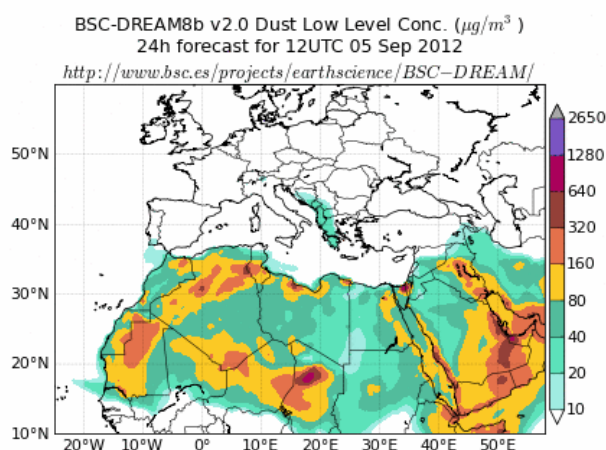 BSC-DREAM8b v2.0 Dust Low Level Conc. (μg/m³ )
24h forecast for 12UTC 05 Sep 2012
http://www.bsc.es/projects/earthscience/BSC−DREAM/
2650
1280
640
320
160
80
40
20
10
50°N
40°N
30°N
20°N
10°N
20°W 10°W 0° 10°E 20°E 30°E 40°E 50°E